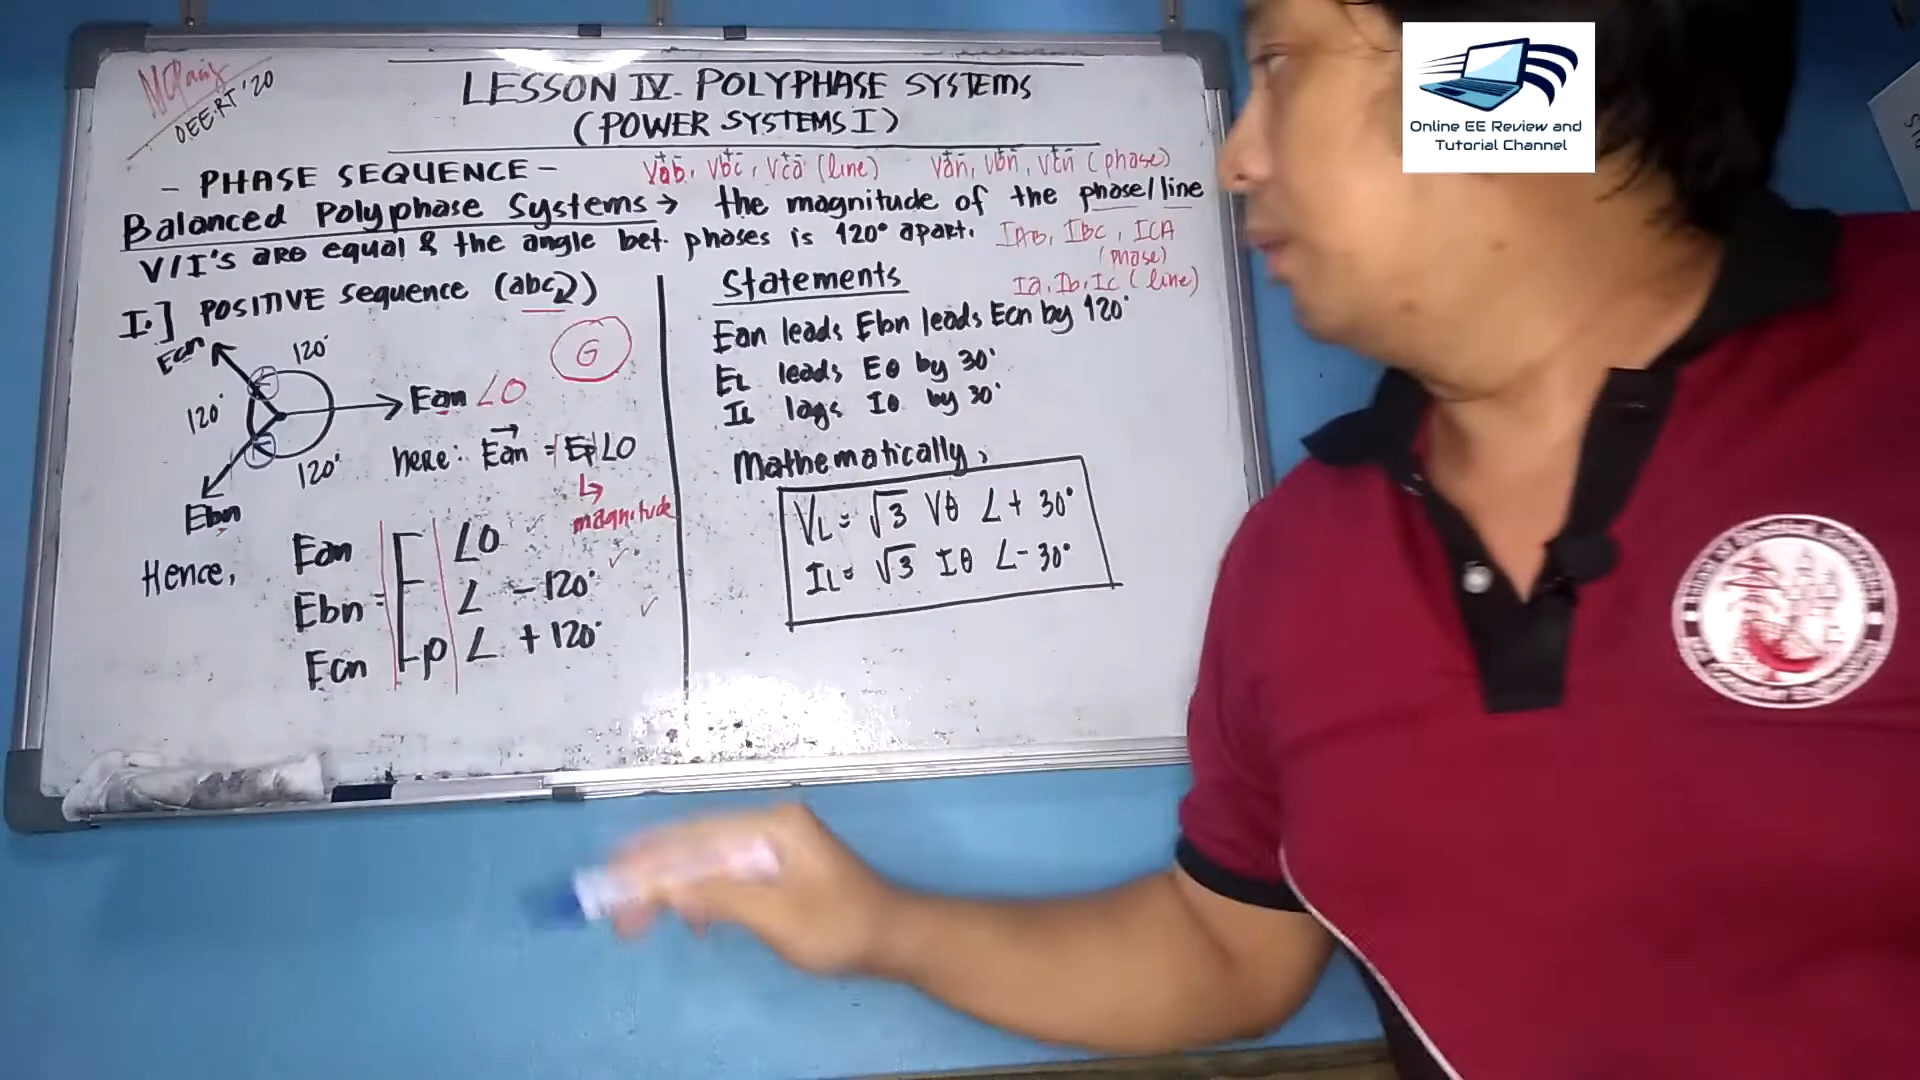 OEERT '20
LESSON IV. POLYPHASE SYSTEMS
(POWER SYSTEMS I)
- PHASE SEQUENCE -
Vab, Vbc, Vca (line) Van, Vbn, Vcn (phase)
Balanced Polyphase Systems → the magnitude of the phase/line
V/I's are equal & the angle bet. phases is 120° apart.
IAB, IBC, ICA
(phase)
Ia, Ib, Ic (line)
I.] POSITIVE sequence (abc)
Ecn 120°
G
120°
Ean ∠0
120°
Ebn
here: Ean = |Ep| ∠0
↳
magnitude
Hence,
Ean ∠0
Ebn = Ep ∠ -120°
Ecn ∠ +120°
Statements
Ean leads Ebn leads Ecn by 120°
EL leads Eθ by 30°
IL lags Iθ by 30°
Mathematically,
VL = √3 Vθ ∠ + 30°
IL = √3 Iθ ∠ - 30°
Online EE Review and
Tutorial Channel